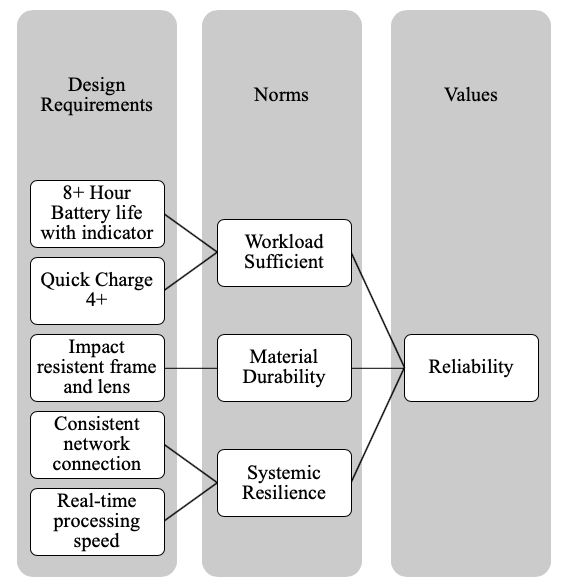 Design
Requirements
Norms
Values
8+ Hour
Battery life
with indicator
Quick Charge
4+
Impact
resistent frame
and lens
Consistent
network
connection
Real-time
processing
speed
Workload
Sufficient
Material
Durability
Systemic
Resilience
Reliability